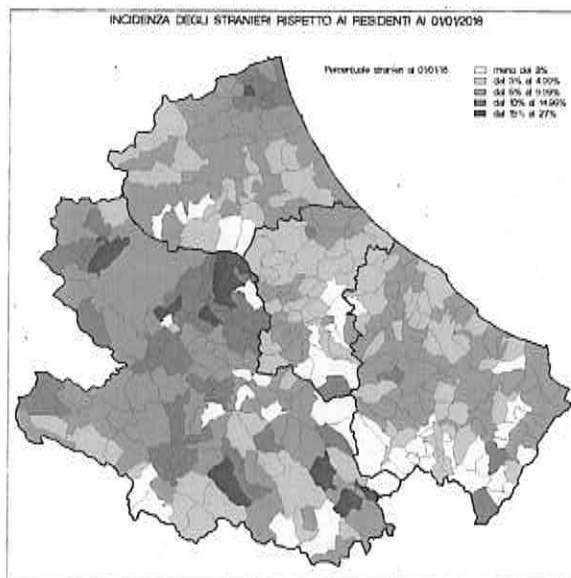 INCIDENZA DEGLI STRANIERI RISPETTO AI RESIDENTI AI 01/01/2018
Percentuale stranieri al 01/01/18
meno del 3%
dal 3% al 4.99%
dal 5% al 9.99%
dal 10% al 14.99%
dal 15% al 27%